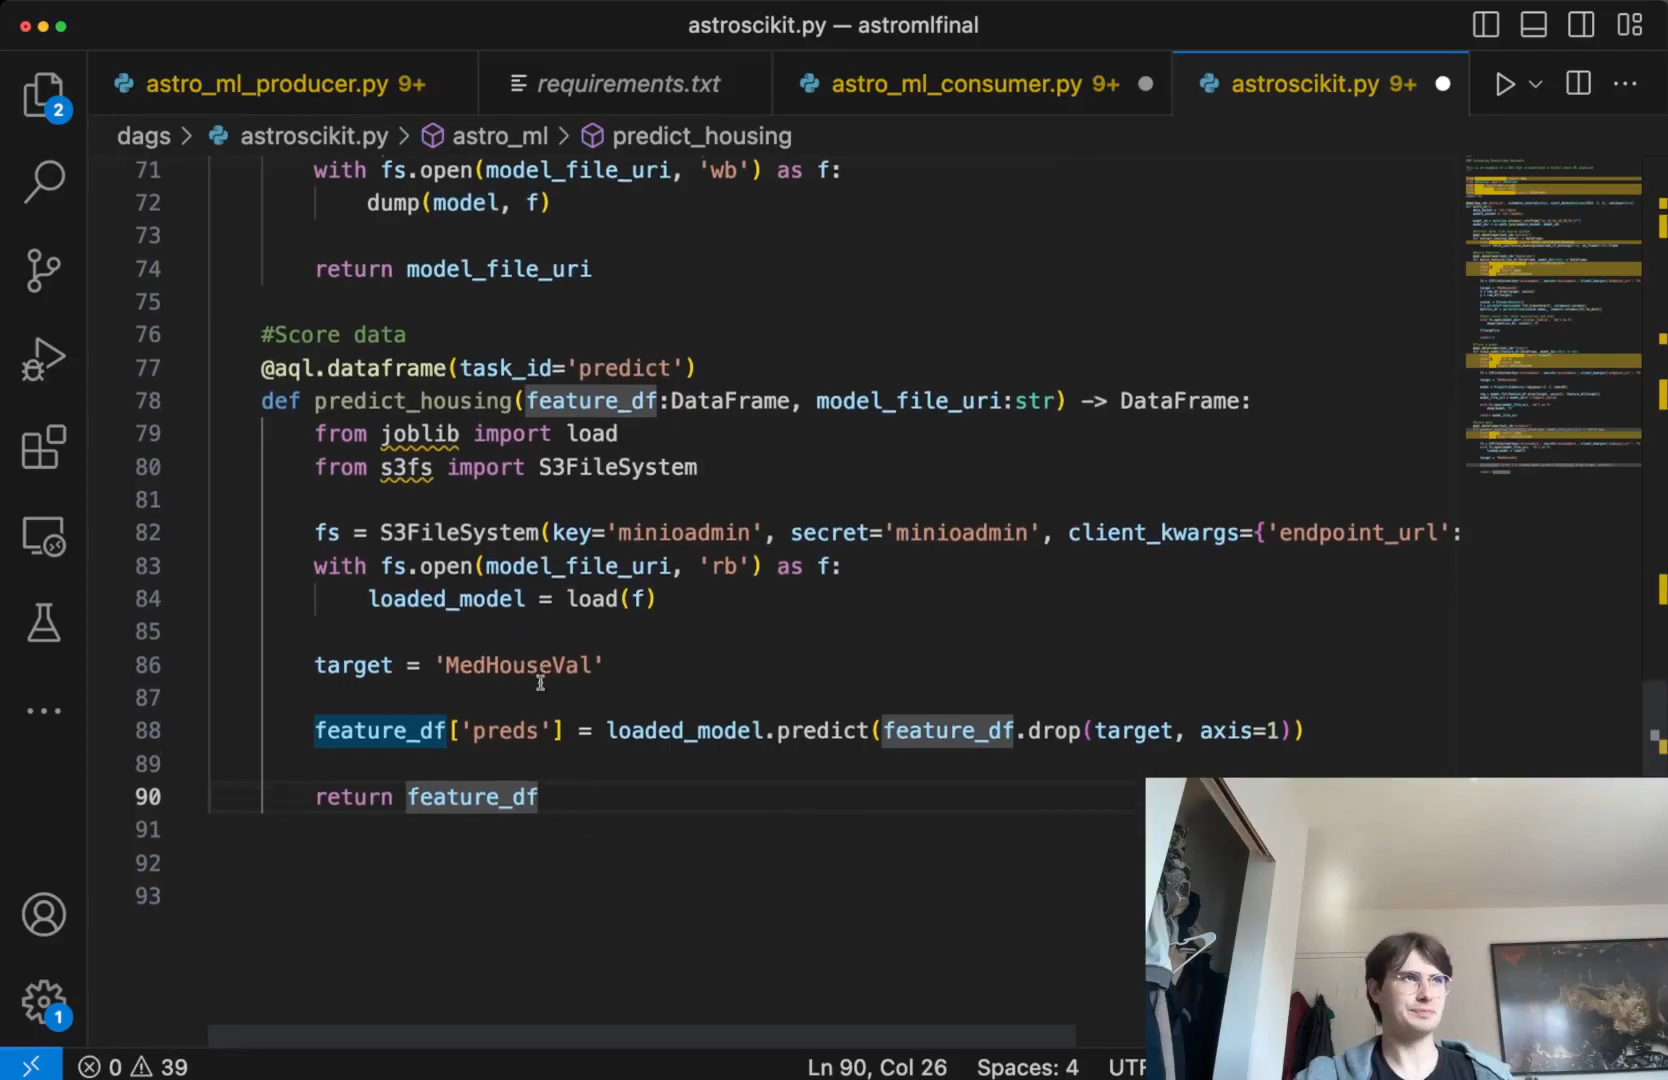 astroscikit.py — astromlfinal
astro_ml_producer.py 9+
requirements.txt
astro_ml_consumer.py 9+
astroscikit.py 9+
2
dags > astroscikit.py > astro_ml > predict_housing
71 with fs.open(model_file_uri, 'wb') as f:
72 dump(model, f)
73
74 return model_file_uri
75
76 #Score data
77 @aql.dataframe(task_id='predict')
78 def predict_housing(feature_df:DataFrame, model_file_uri:str) -> DataFrame:
79 from joblib import load
80 from s3fs import S3FileSystem
81
82 fs = S3FileSystem(key='minioadmin', secret='minioadmin', client_kwargs={'endpoint_url':
83 with fs.open(model_file_uri, 'rb') as f:
84 loaded_model = load(f)
85
86 target = 'MedHouseVal'
87
88 feature_df['preds'] = loaded_model.predict(feature_df.drop(target, axis=1))
89
90 return feature_df
91
92
93
1
0 39
Ln 90, Col 26 Spaces: 4 UTF